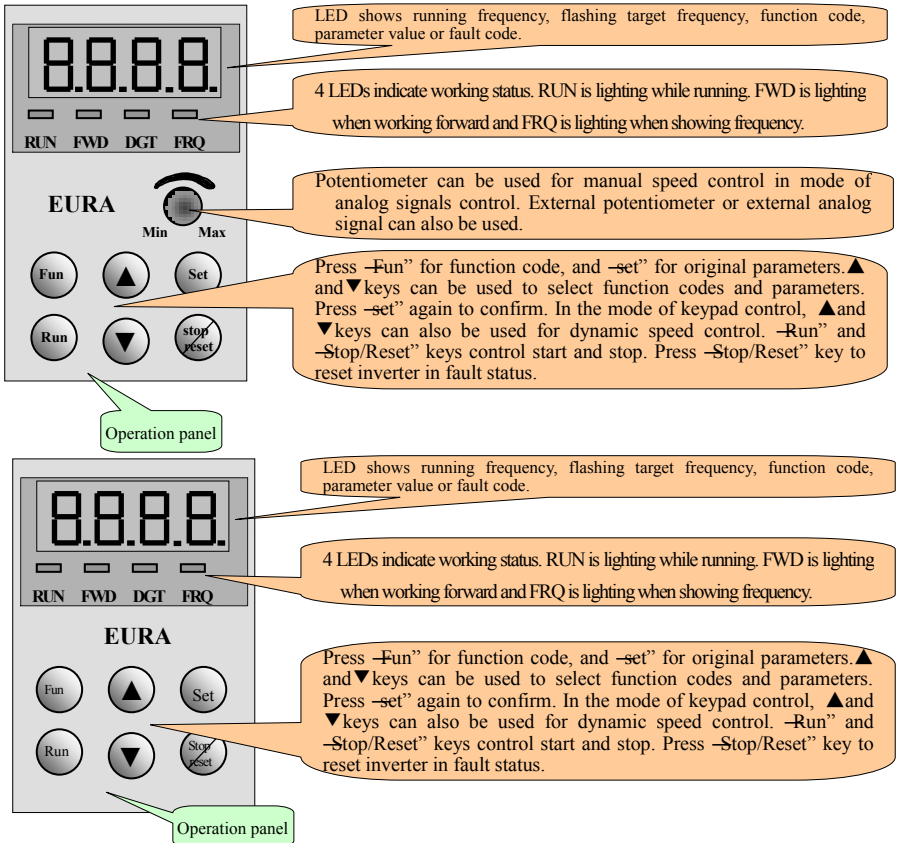 LED shows running frequency, flashing target frequency, function code,
parameter value or fault code.
8.8.8.8.
4 LEDs indicate working status. RUN is lighting while running. FWD is lighting
when working forward and FRQ is lighting when showing frequency.
RUN FWD DGT FRQ
Potentiometer can be used for manual speed control in mode of
analog signals control. External potentiometer or external analog
signal can also be used.
EURA
Min Max
Press ―Fun” for function code, and ―set” for original parameters.▲
and▼keys can be used to select function codes and parameters.
Press ―set” again to confirm. In the mode of keypad control, ▲and
▼keys can also be used for dynamic speed control. ―Run” and
―Stop/Reset” keys control start and stop. Press ―Stop/Reset” key to
reset inverter in fault status.
Fun ▲ Set
Run ▼ stop
reset
Operation panel
LED shows running frequency, flashing target frequency, function code,
parameter value or fault code.
8.8.8.8.
4 LEDs indicate working status. RUN is lighting while running. FWD is lighting
when working forward and FRQ is lighting when showing frequency.
RUN FWD DGT FRQ
EURA
Press ―Fun” for function code, and ―set” for original parameters.▲
and▼keys can be used to select function codes and parameters.
Press ―set” again to confirm. In the mode of keypad control, ▲and
▼keys can also be used for dynamic speed control. ―Run” and
―Stop/Reset” keys control start and stop. Press ―Stop/Reset” key to
reset inverter in fault status.
Fun ▲ Set
Run ▼ Stop
reset
Operation panel